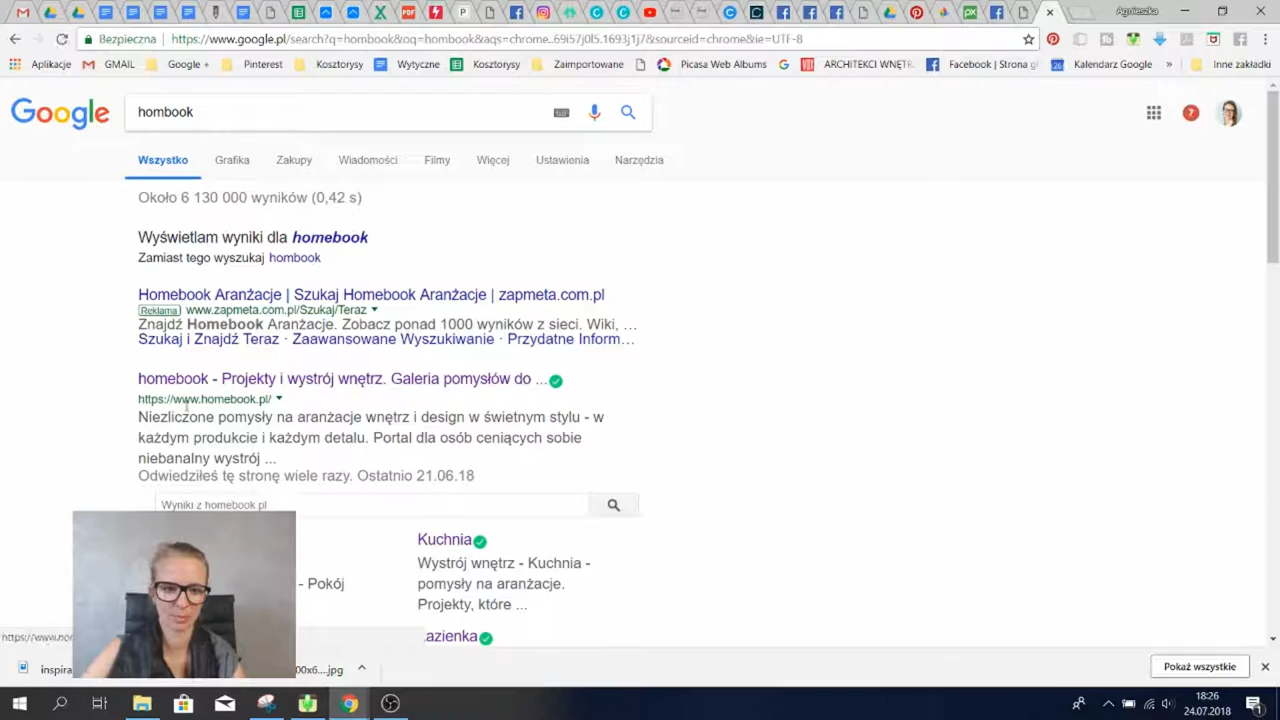 Agnieszka
Bezpieczna
https://www.google.pl/search?q=hombook&oq=hombook&aqs=chrome..69i57j0l5.1693j1j7&sourceid=chrome&ie=UTF-8
Aplikacje GMAIL Google + Pinterest Kosztorysy Wytyczne Kosztorysy Zaimportowane Picasa Web Albums ARCHITEKCI WNĘTR Facebook | Strona gł Kalendarz Google » Inne zakładki
Google hombook 7
Wszystko Grafika Zakupy Wiadomości Filmy Więcej Ustawienia Narzędzia
Około 6 130 000 wyników (0,42 s)
Wyświetlam wyniki dla homebook
Zamiast tego wyszukaj hombook
Homebook Aranżacje | Szukaj Homebook Aranżacje | zapmeta.com.pl
Reklama www.zapmeta.com.pl/Szukaj/Teraz
Znajdź Homebook Aranżacje. Zobacz ponad 1000 wyników z sieci. Wiki, ...
Szukaj i Znajdź Teraz · Zaawansowane Wyszukiwanie · Przydatne Inform...
homebook - Projekty i wystrój wnętrz. Galeria pomysłów do ...
https://www.homebook.pl/
Niezliczone pomysły na aranżacje wnętrz i design w świetnym stylu - w
każdym produkcie i każdym detalu. Portal dla osób ceniących sobie
niebanalny wystrój ...
Odwiedziłeś tę stronę wiele razy. Ostatnio 21.06.18
Wyniki z homebook.pl
Kuchnia
Wystrój wnętrz - Kuchnia -
- Pokój pomysły na aranżacje.
Projekty, które ...
azienka
https://www.
inspira 00x6....jpg Pokaż wszystkie
18:26
24.07.2018